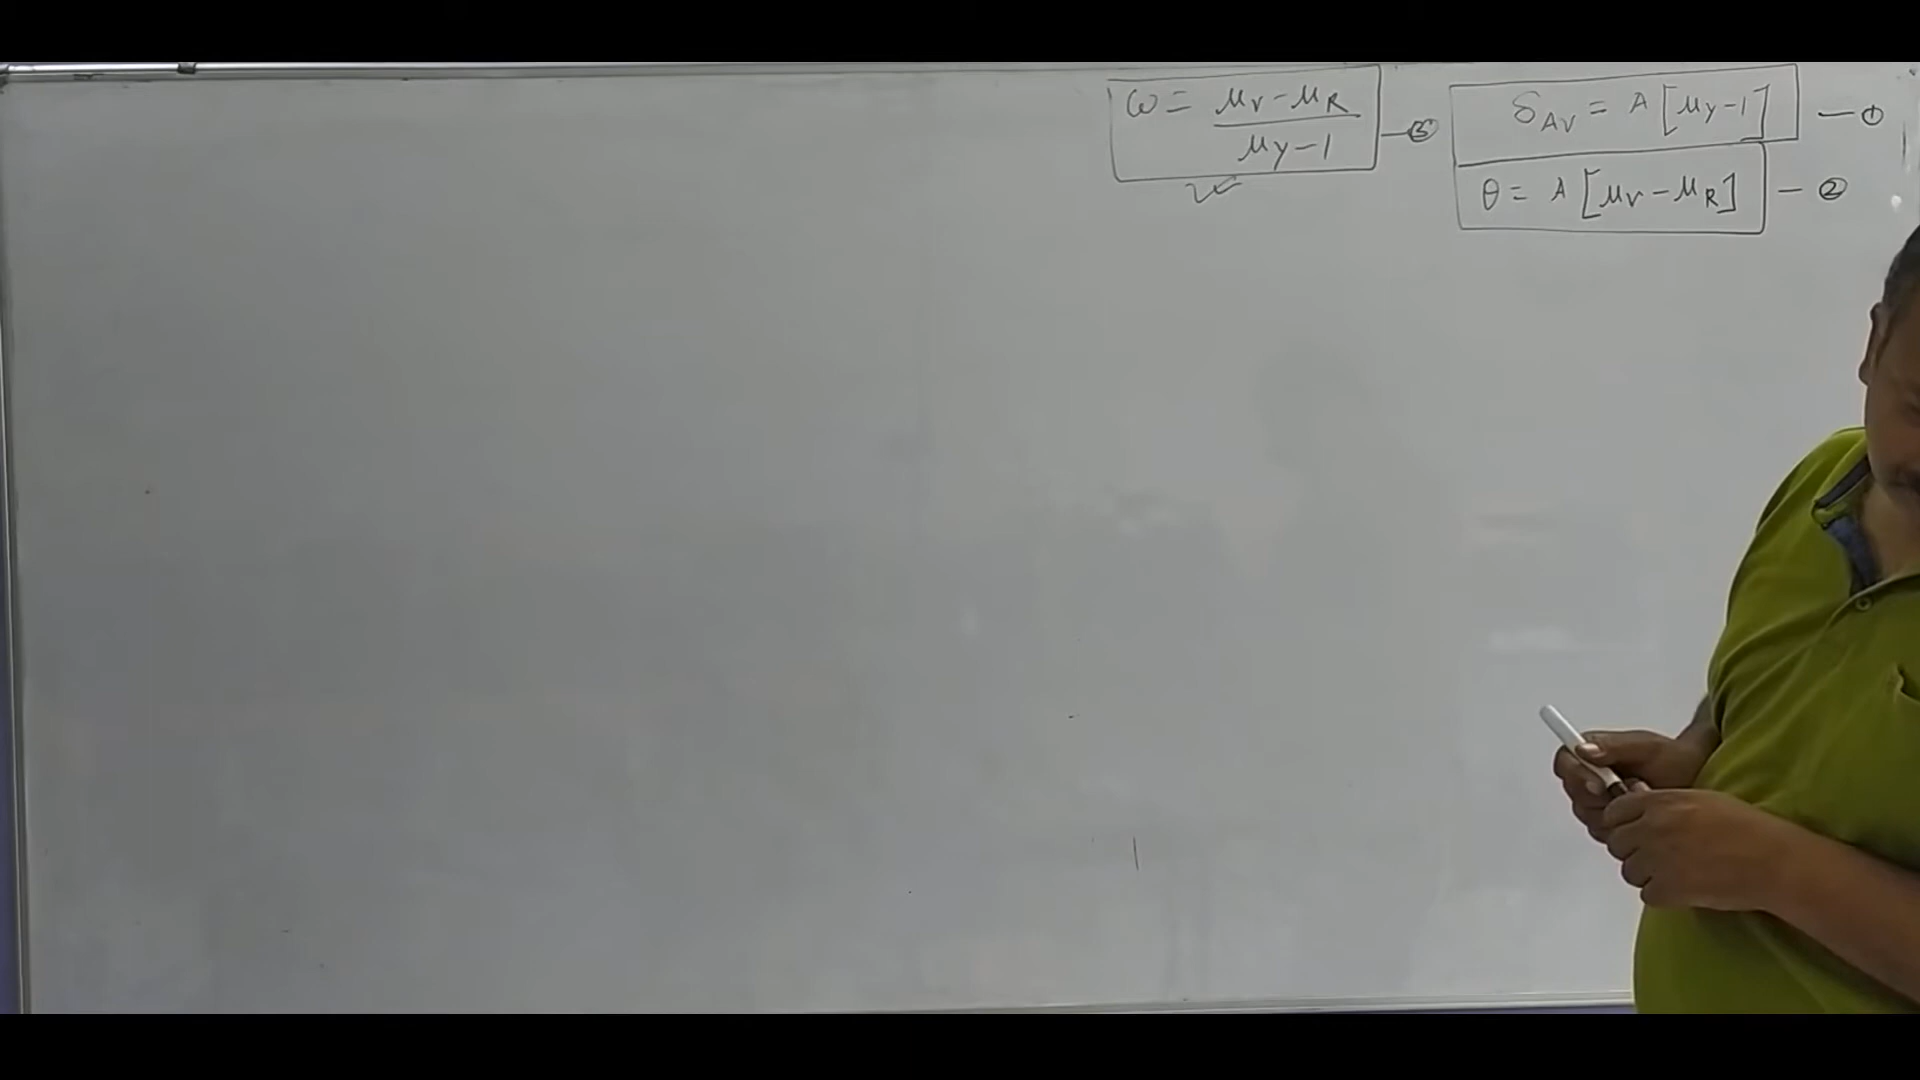 ω = μV - μR / μy - 1 — ③
δAV = A [μy - 1] — ①
θ = A [μV - μR] — ②